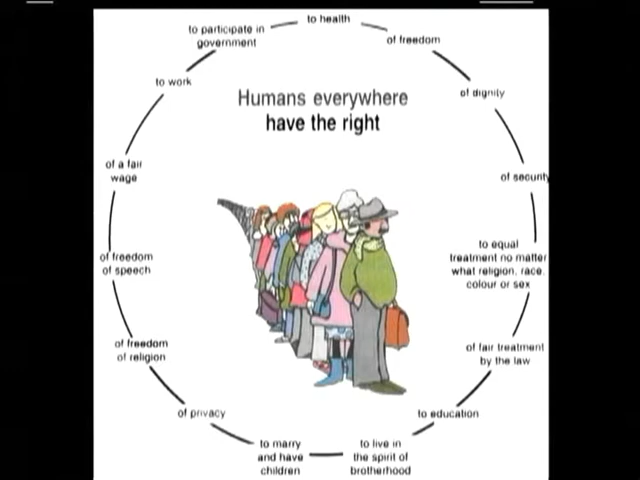 Humans everywhere
have the right
to health
of freedom
of dignity
of security
to equal
treatment no matter
what religion, race,
colour or sex
of fair treatment
by the law
to education
to live in
the spirit of
brotherhood
to marry
and have
children
of privacy
of freedom
of religion
of freedom
of speech
of a fair
wage
to work
to participate in
government